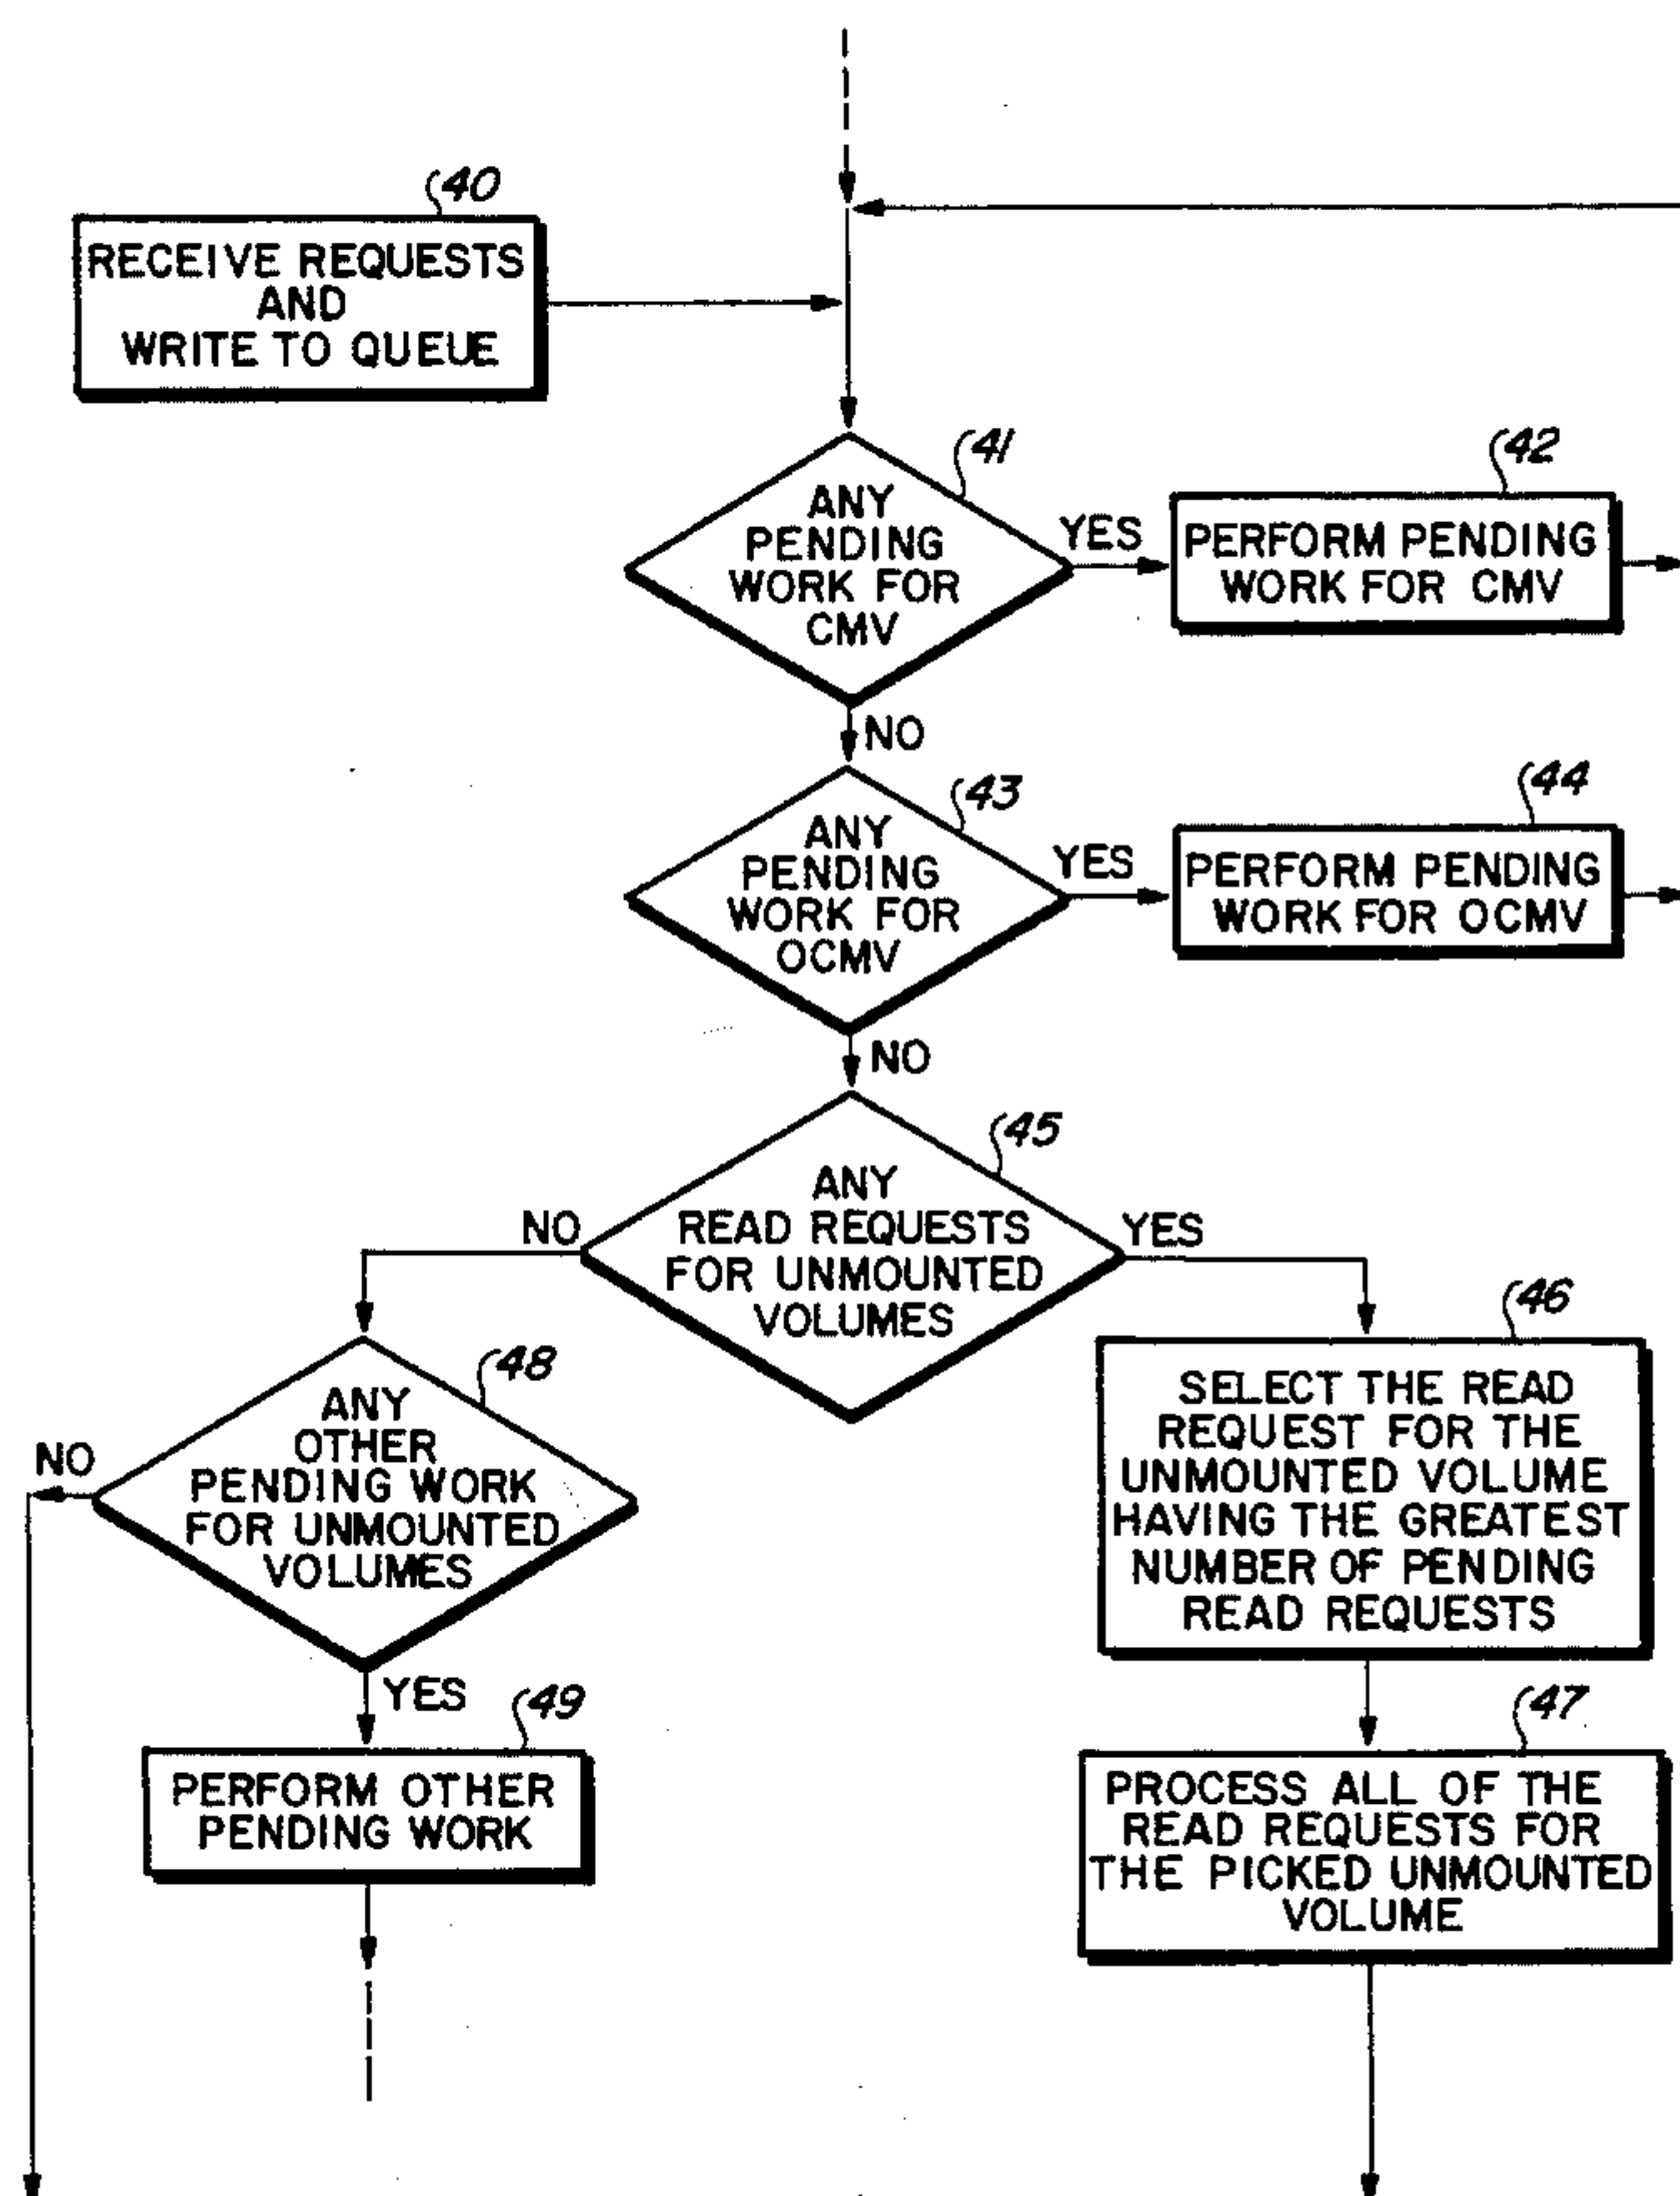 40
RECEIVE REQUESTS
AND
WRITE TO QUEUE
41
ANY
PENDING
WORK FOR
CMV
YES
42
PERFORM PENDING
WORK FOR CMV
NO
43
ANY
PENDING
WORK FOR
OCMV
YES
44
PERFORM PENDING
WORK FOR OCMV
NO
45
ANY
READ REQUESTS
FOR UNMOUNTED
VOLUMES
NO
YES
48
ANY
OTHER
PENDING WORK
FOR UNMOUNTED
VOLUMES
NO
YES
46
SELECT THE READ
REQUEST FOR THE
UNMOUNTED VOLUME
HAVING THE GREATEST
NUMBER OF PENDING
READ REQUESTS
49
PERFORM OTHER
PENDING WORK
47
PROCESS ALL OF THE
READ REQUESTS FOR
THE PICKED UNMOUNTED
VOLUME